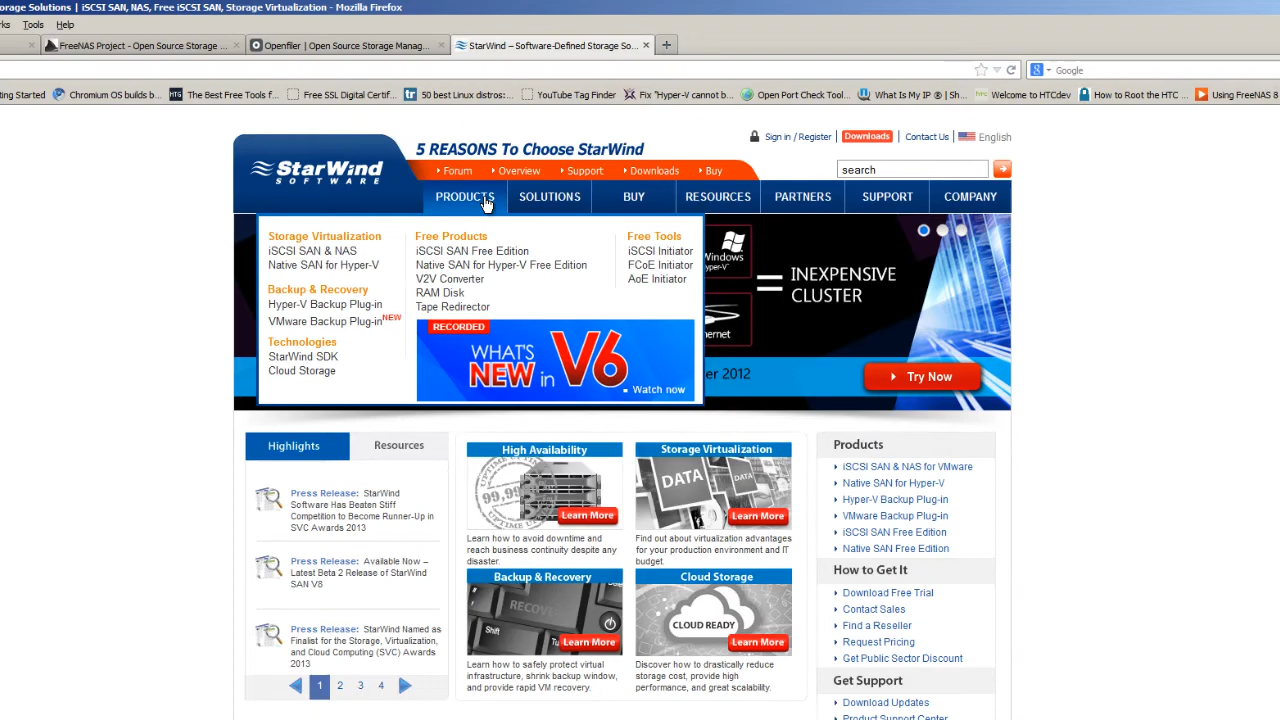 orage Solutions | iSCSI SAN, NAS, Free iSCSI SAN, Storage Virtualization - Mozilla Firefox
rks Tools Help
FreeNAS Project - Open Source Storage ... × Openfiler | Open Source Storage Manag... × StarWind – Software-Defined Storage So... × +
Google
ting Started Chromium OS builds b... HTG The Best Free Tools f... Free SSL Digital Certif... tr 50 best Linux distros:... YouTube Tag Finder Fix "Hyper-V cannot b... Open Port Check Tool... What Is My IP ® | Sh... htc Welcome to HTCdev How to Root the HTC ... Using FreeNAS 8
Sign in / Register | Downloads | Contact Us | English
5 REASONS To Choose StarWind
STARWIND
SOFTWARE
Forum Overview Support Downloads Buy
search
PRODUCTS SOLUTIONS BUY RESOURCES PARTNERS SUPPORT COMPANY
Storage Virtualization
iSCSI SAN & NAS
Native SAN for Hyper-V
Backup & Recovery
Hyper-V Backup Plug-in
VMware Backup Plug-in NEW
Technologies
StarWind SDK
Cloud Storage
Free Products
iSCSI SAN Free Edition
Native SAN for Hyper-V Free Edition
V2V Converter
RAM Disk
Tape Redirector
Free Tools
iSCSI Initiator
FCoE Initiator
AoE Initiator
RECORDED
WHAT'S
NEW in V6
Watch now
Windows
yper-V
ernet
= INEXPENSIVE
CLUSTER
er 2012
Try Now
Highlights Resources
Press Release: StarWind
Software Has Beaten Stiff
Competition to Become Runner-Up in
SVC Awards 2013
Press Release: Available Now –
Latest Beta 2 Release of StarWind
SAN V8
Press Release: StarWind Named as
Finalist for the Storage, Virtualization,
and Cloud Computing (SVC) Awards
2013
1 2 3 4
High Availability
UPTIME
99,99
UPTIME
Learn More
Learn how to avoid downtime and
reach business continuity despite any
disaster.
Storage Virtualization
DATA
DATA
Learn More
Find out about virtualization advantages
for your production environment and IT
budget.
Backup & Recovery
RECOVER
Shift
Learn More
Learn how to safely protect virtual
infrastructure, shrink backup window,
and provide rapid VM recovery.
Cloud Storage
CLOUD READY
Learn More
Discover how to drastically reduce
storage cost, provide high
performance, and great scalability.
Products
iSCSI SAN & NAS for VMware
Native SAN for Hyper-V
Hyper-V Backup Plug-in
VMware Backup Plug-in
iSCSI SAN Free Edition
Native SAN Free Edition
How to Get It
Download Free Trial
Contact Sales
Find a Reseller
Request Pricing
Get Public Sector Discount
Get Support
Download Updates
Product Support Center